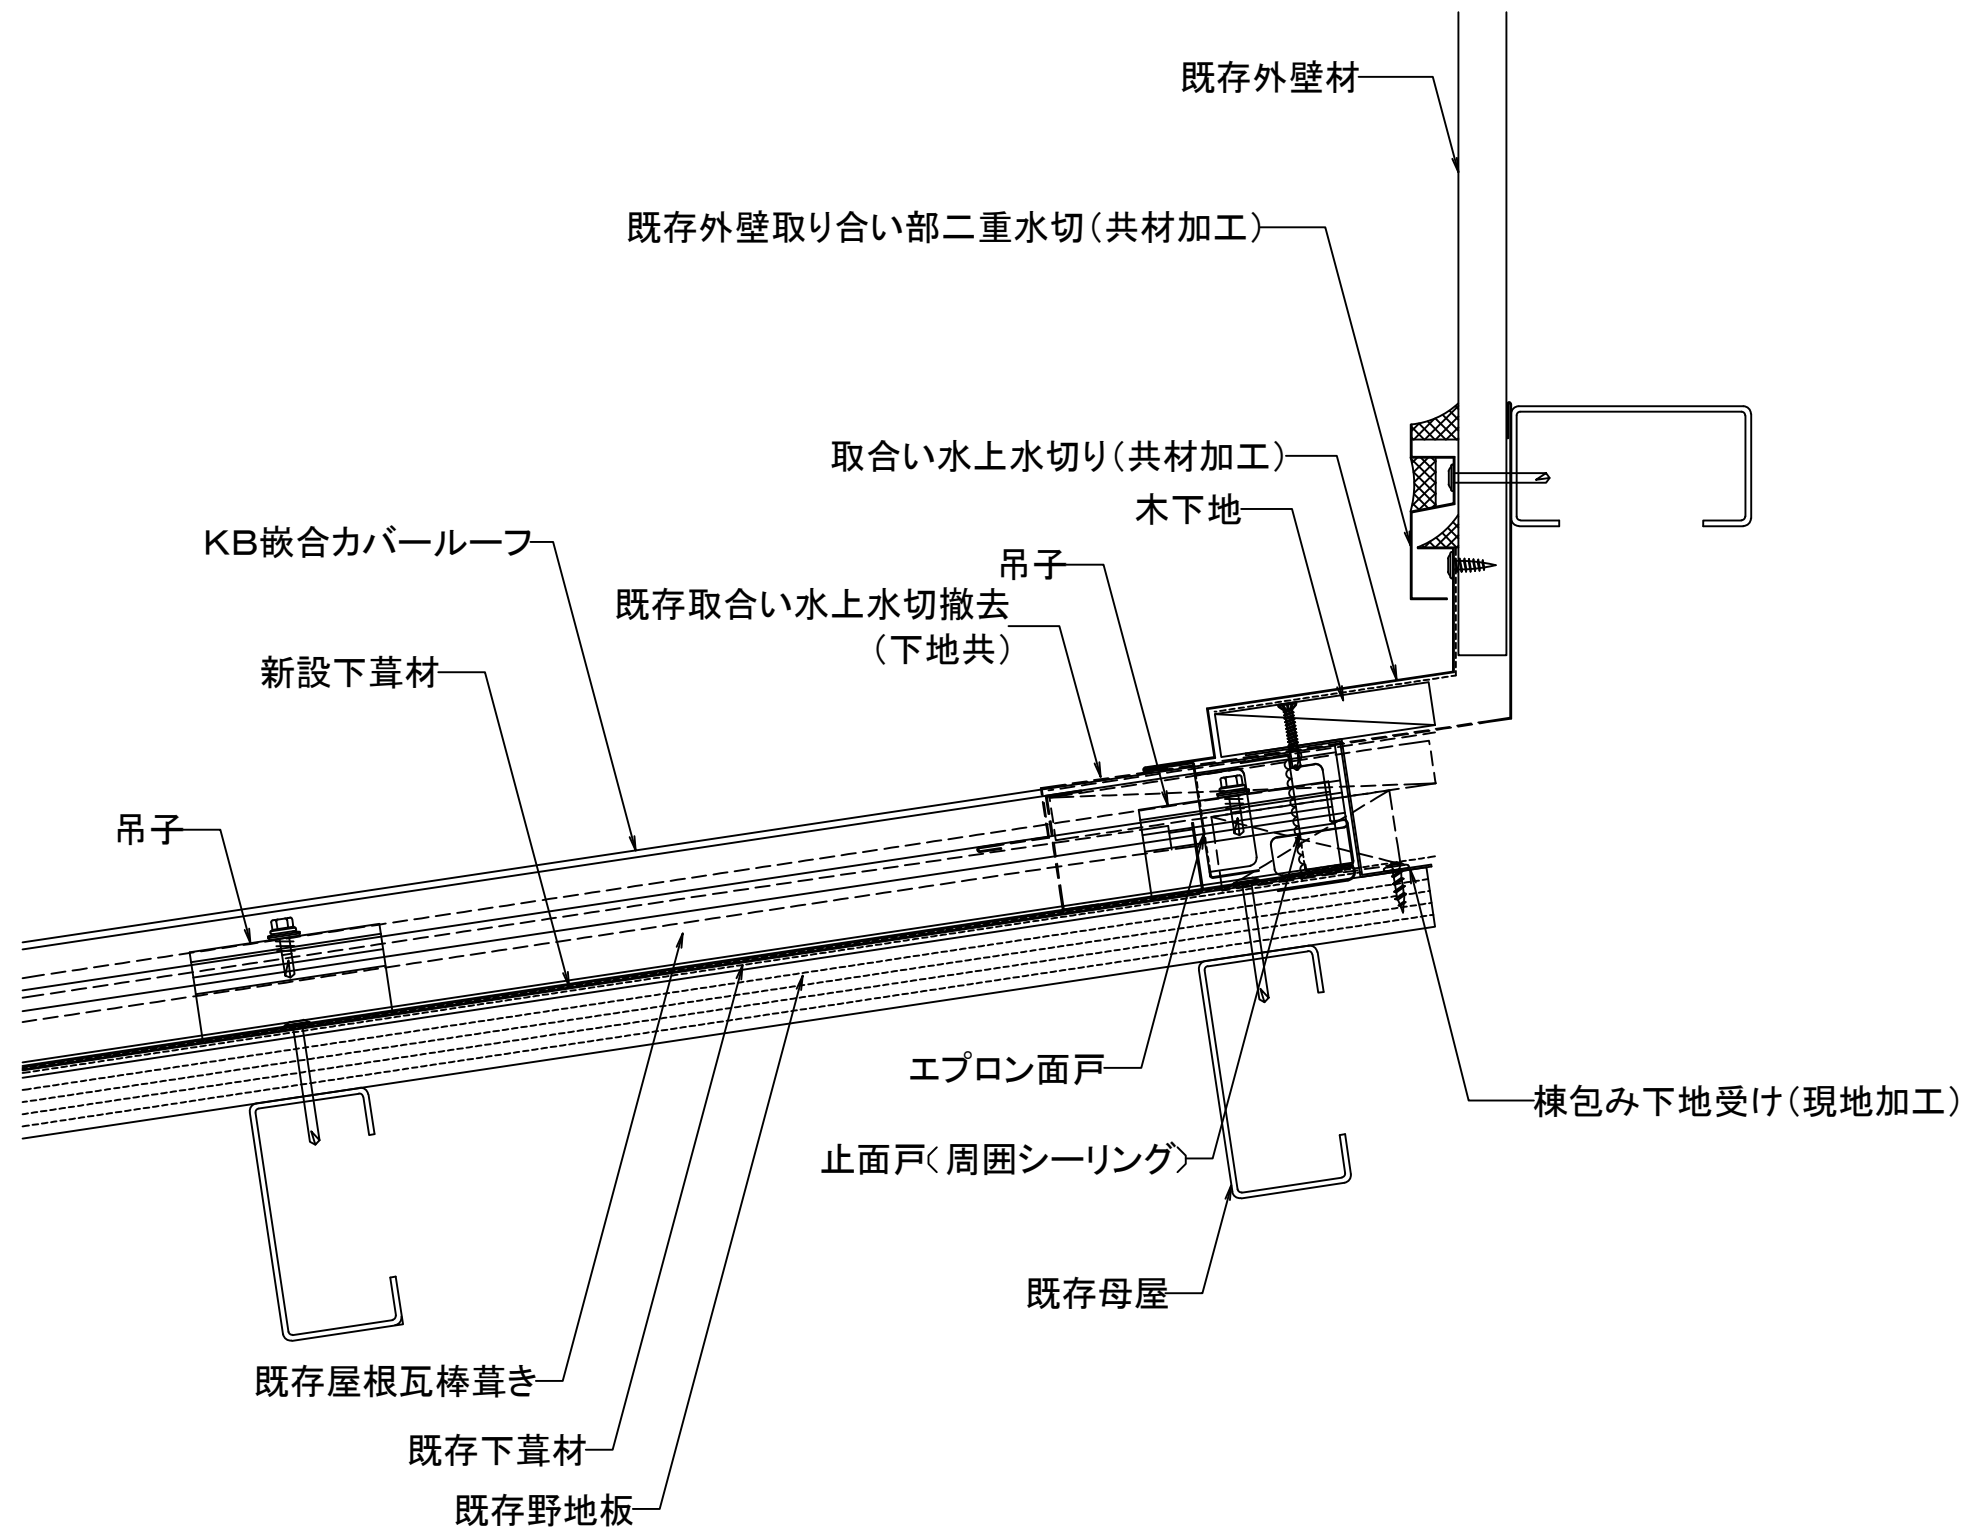 既存外壁材
既存外壁取り合い部二重水切（共材加工）
取合い水上水切り（共材加工）
木下地
KB嵌合カバールーフ
吊子
既存取合い水上水切撤去
（下地共）
新設下葺材
吊子
エプロン面戸
棟包み下地受け（現地加工）
止面戸（周囲シーリング）
既存母屋
既存屋根瓦棒葺き
既存下葺材
既存野地板